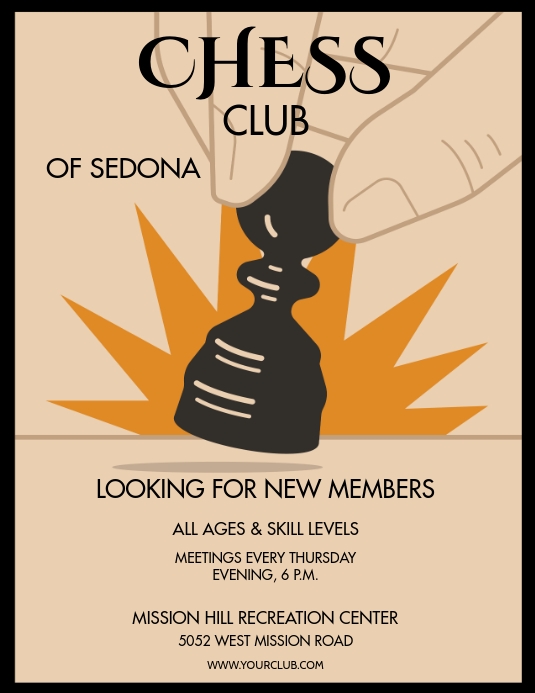 CHESS
CLUB
OF SEDONA
LOOKING FOR NEW MEMBERS
ALL AGES & SKILL LEVELS
MEETINGS EVERY THURSDAY
EVENING, 6 P.M.
MISSION HILL RECREATION CENTER
5052 WEST MISSION ROAD
WWW.YOURCLUB.COM